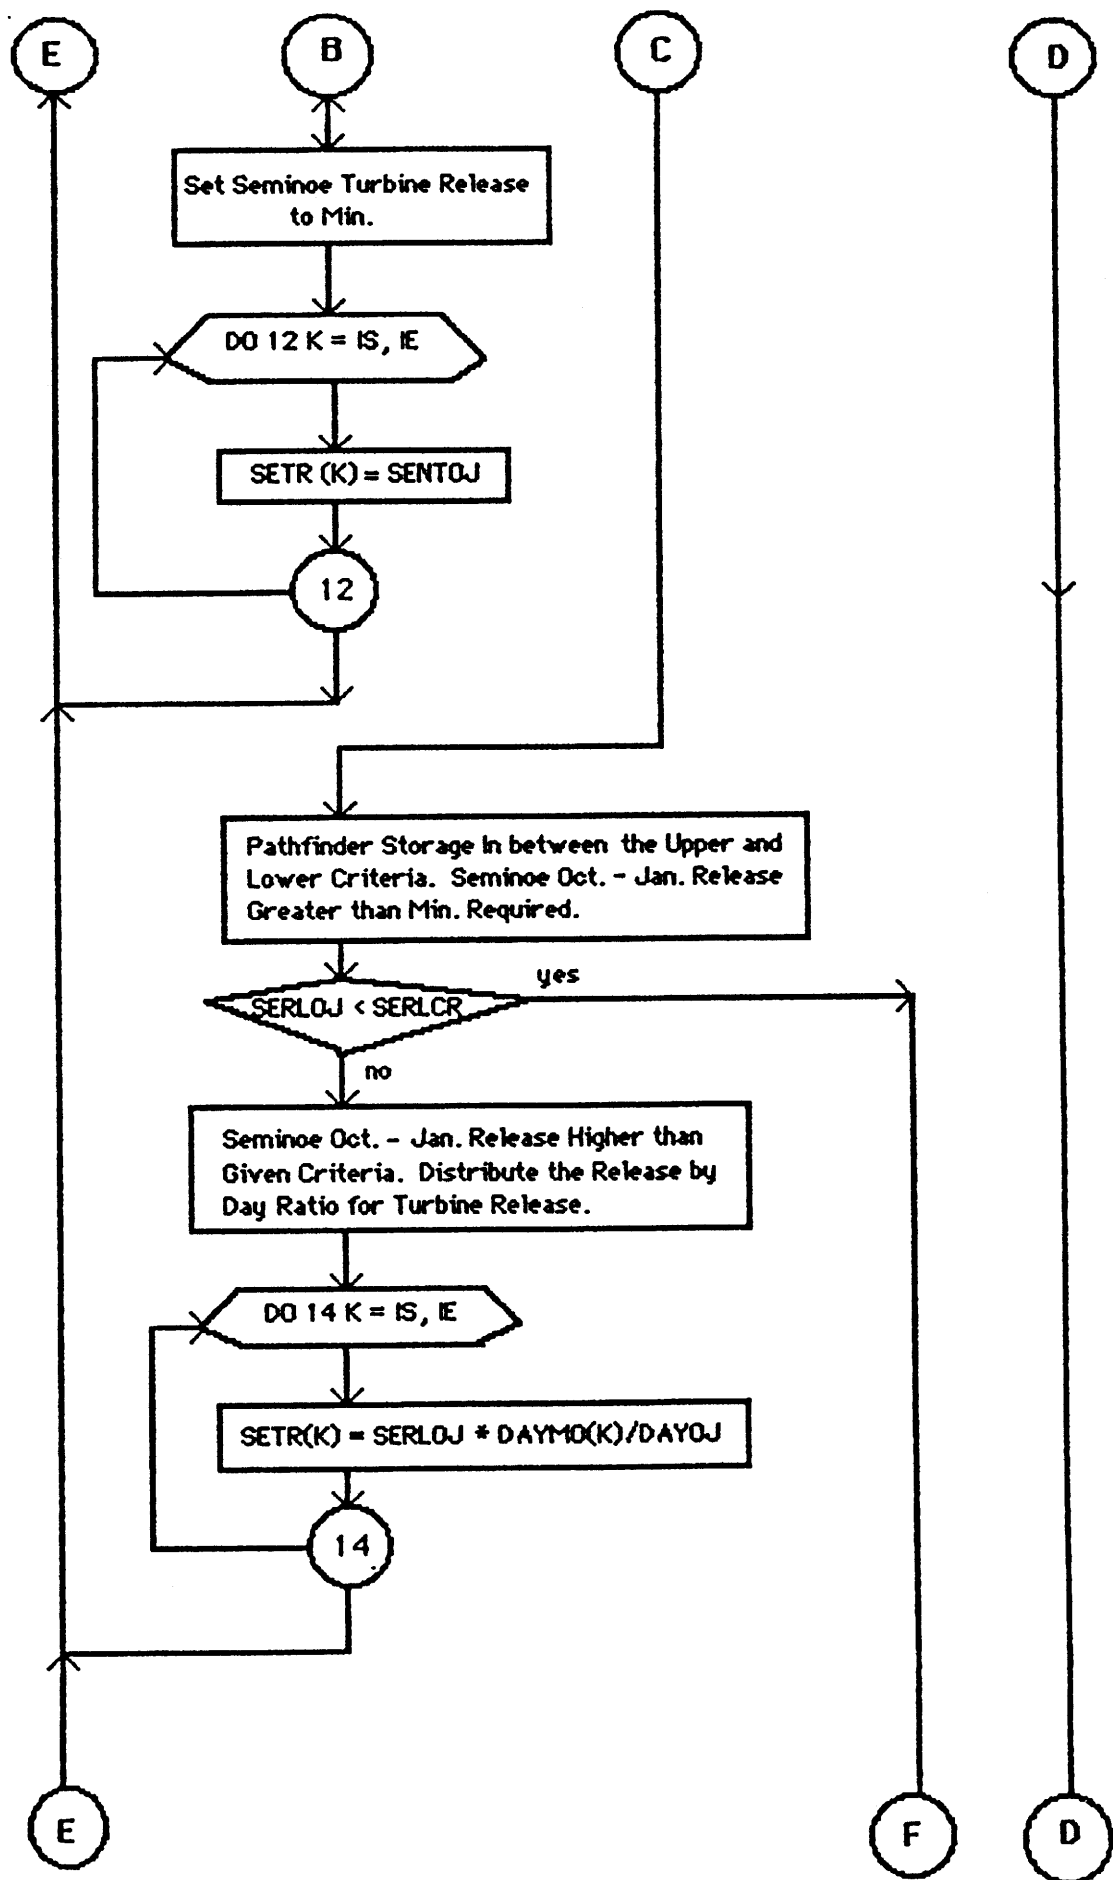 E
B
C
D
Set Seminoe Turbine Release
to Min.
DO 12 K = IS, IE
SETR (K) = SENTOJ
12
Pathfinder Storage In between the Upper and
Lower Criteria. Seminoe Oct. - Jan. Release
Greater than Min. Required.
yes
SERLOJ < SERLCR
no
Seminoe Oct. - Jan. Release Higher than
Given Criteria. Distribute the Release by
Day Ratio for Turbine Release.
DO 14 K = IS, IE
SETR(K) = SERLOJ * DAYMO(K)/DAYOJ
14
E
F
D